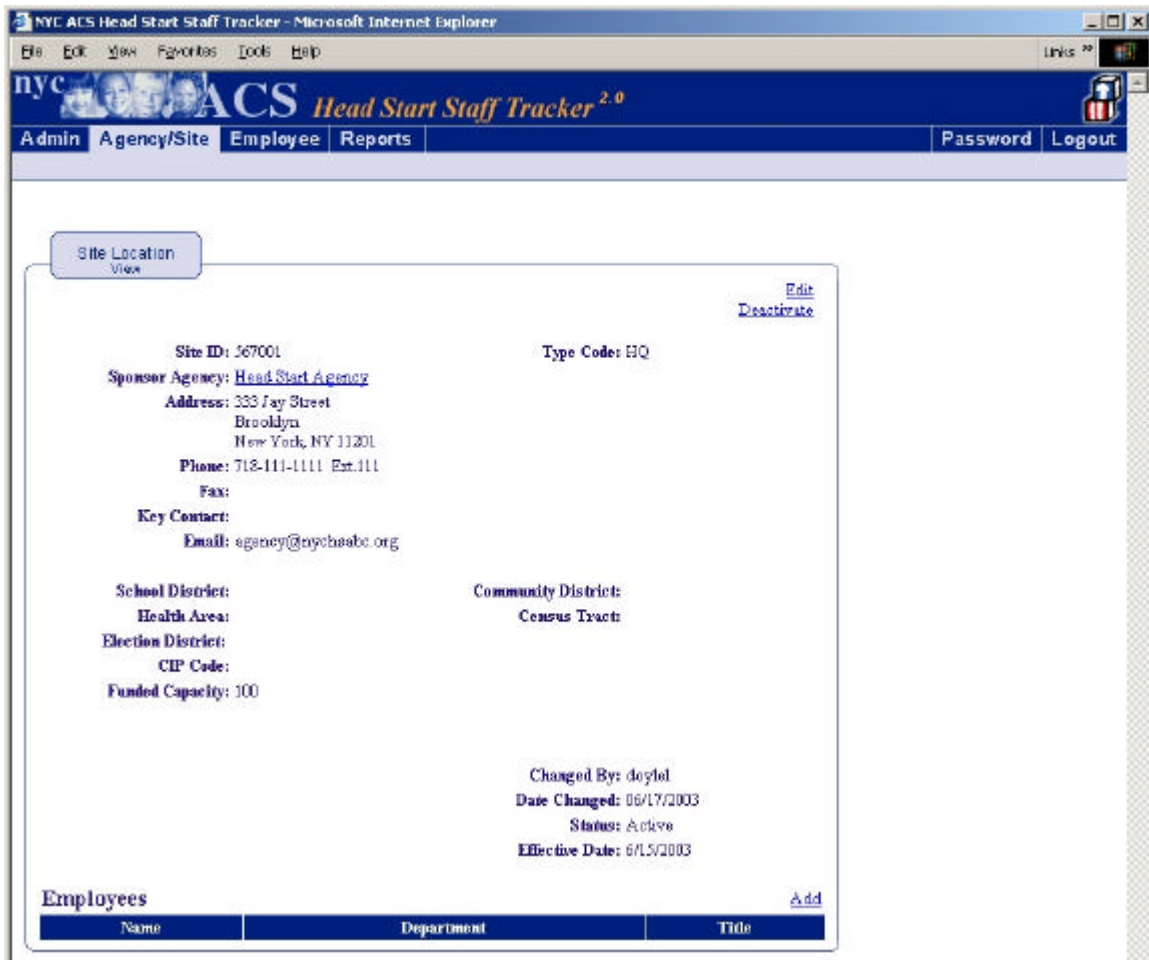 NYC ACS Head Start Staff Tracker - Microsoft Internet Explorer
File Edit View Favorites Tools Help Links »
nyc ACS Head Start Staff Tracker 2.0
Admin Agency/Site Employee Reports Password Logout
Site Location
View
Edit
Deactivate
Site ID: 567001 Type Code: HQ
Sponsor Agency: Head Start Agency
Address: 333 Jay Street
Brooklyn
New York, NY 11201
Phone: 718-111-1111 Ext.111
Fax:
Key Contact:
Email: agency@nychsabc.org
School District: Community District:
Health Area: Census Tract:
Election District:
CIP Code:
Funded Capacity: 100
Changed By: doylel
Date Changed: 06/17/2003
Status: Active
Effective Date: 6/15/2003
Employees Add
Name Department Title